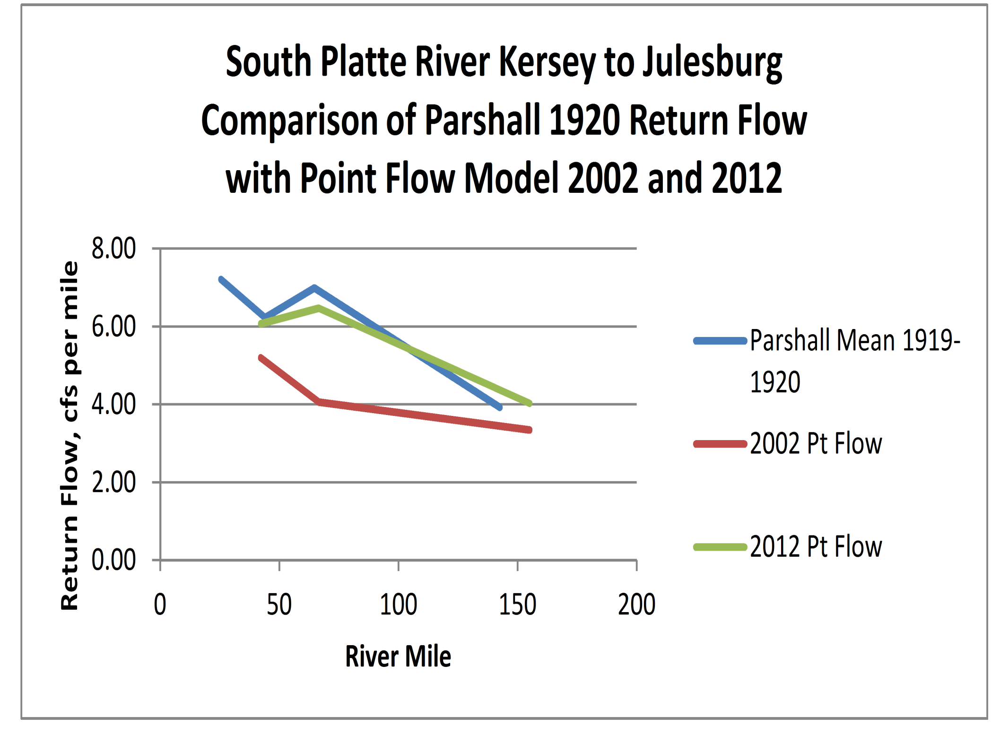 South Platte River Kersey to Julesburg
Comparison of Parshall 1920 Return Flow
with Point Flow Model 2002 and 2012
Return Flow, cfs per mile
8.00
6.00
4.00
2.00
0.00
0 50 100 150 200
River Mile
Parshall Mean 1919-
1920
2002 Pt Flow
2012 Pt Flow